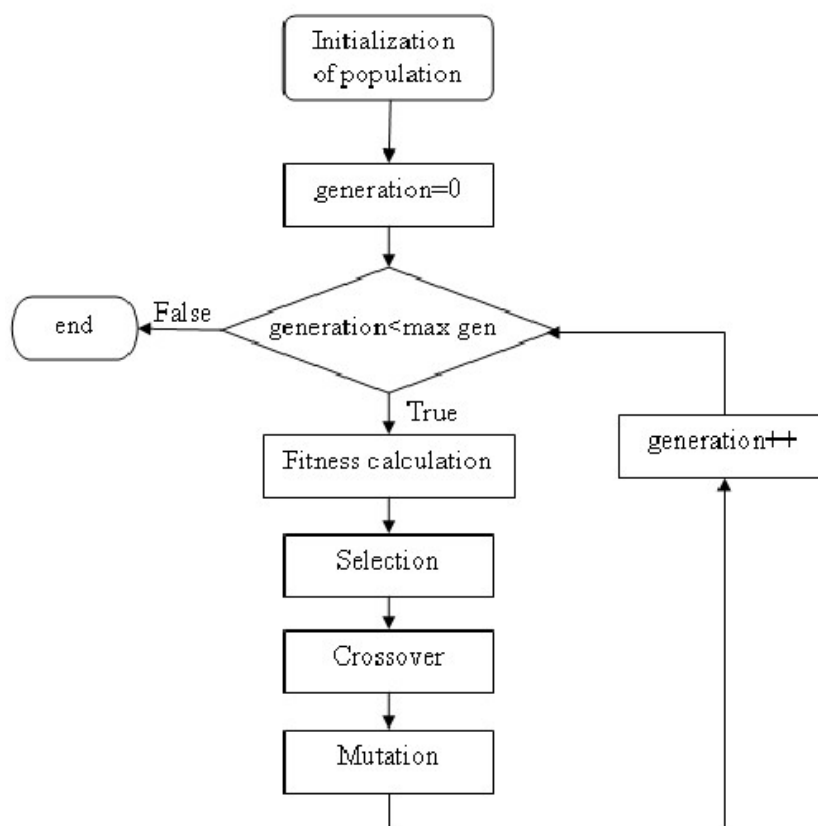 Initialization
of population
generation=0
False
end
generation<max gen
True
Fitness calculation
generation++
Selection
Crossover
Mutation